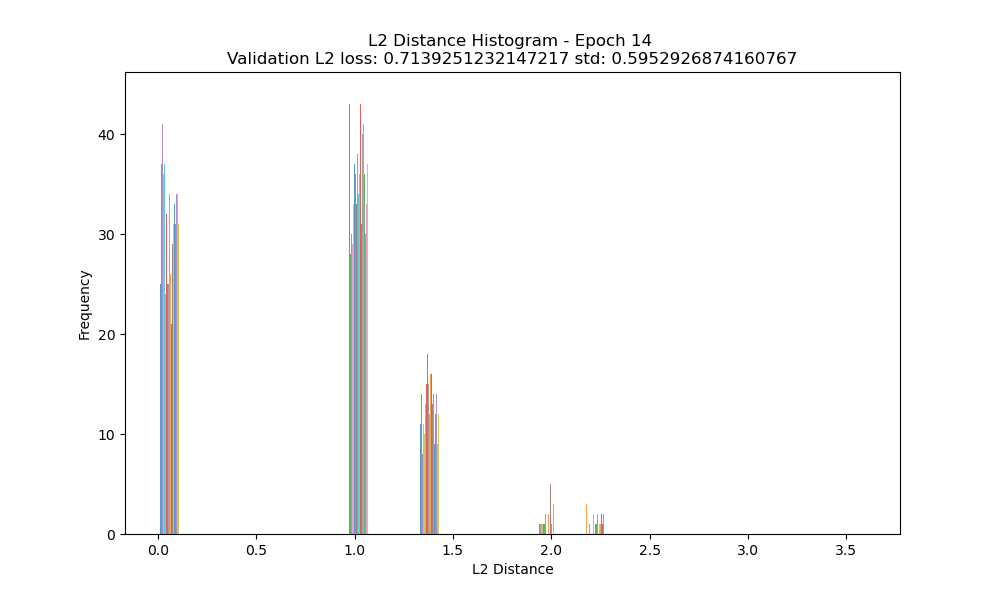 L2 Distance Histogram - Epoch 14
Validation L2 loss: 0.7139251232147217 std: 0.5952926874160767
Frequency
40
30
20
10
0
0.0 0.5 1.0 1.5 2.0 2.5 3.0 3.5
L2 Distance